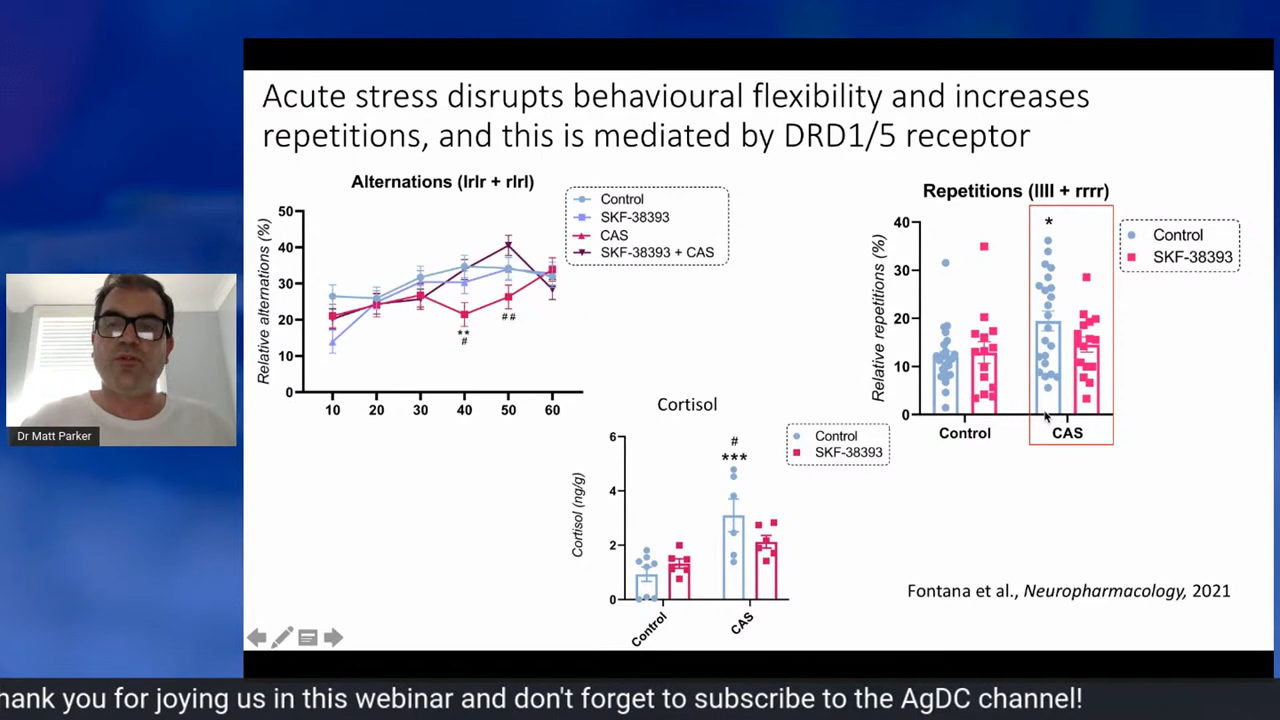 Acute stress disrupts behavioural flexibility and increases
repetitions, and this is mediated by DRD1/5 receptor
Alternations (lrlr + rlrl)
Relative alternations (%)
50
40
30
20
10
0
10 20 30 40 50 60
**
#
##
Control
SKF-38393
CAS
SKF-38393 + CAS
Repetitions (llll + rrrr)
Relative repetitions (%)
40
30
20
10
0
*
Control CAS
Control
SKF-38393
Cortisol
Cortisol (ng/g)
6
4
2
0
#
***
Control CAS
Control
SKF-38393
Fontana et al., Neuropharmacology, 2021
Dr Matt Parker
hank you for joying us in this webinar and don't forget to subscribe to the AgDC channel!